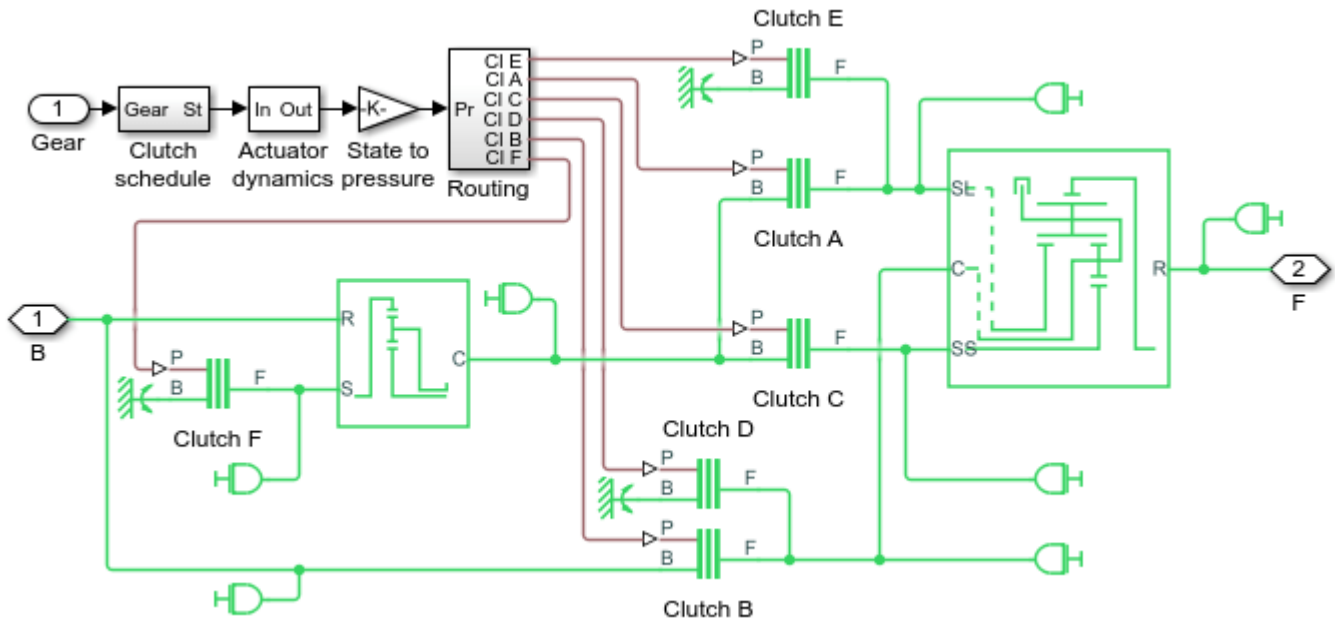 Clutch E
P
B
F
Cl E
Cl A
Cl C
Cl D
Cl B
Cl F
Pr
1
Gear St
In Out
-K-
Gear
Clutch
schedule
Actuator
dynamics
State to
pressure
Routing
P
B
F
Clutch A
SL
C
SS
R
2
F
1
B
R
S
C
P
B
F
Clutch C
P
B
F
Clutch F
Clutch D
P
B
F
P
B
F
Clutch B